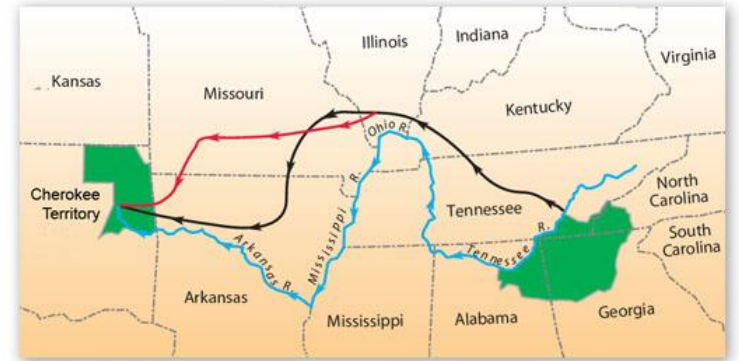 Illinois
Indiana
Virginia
Kansas
Missouri
Kentucky
Ohio R.
Cherokee
Territory
North
Carolina
Tennessee
South
Carolina
Mississippi R.
Tennessee R.
Arkansas R.
Arkansas
Mississippi
Alabama
Georgia